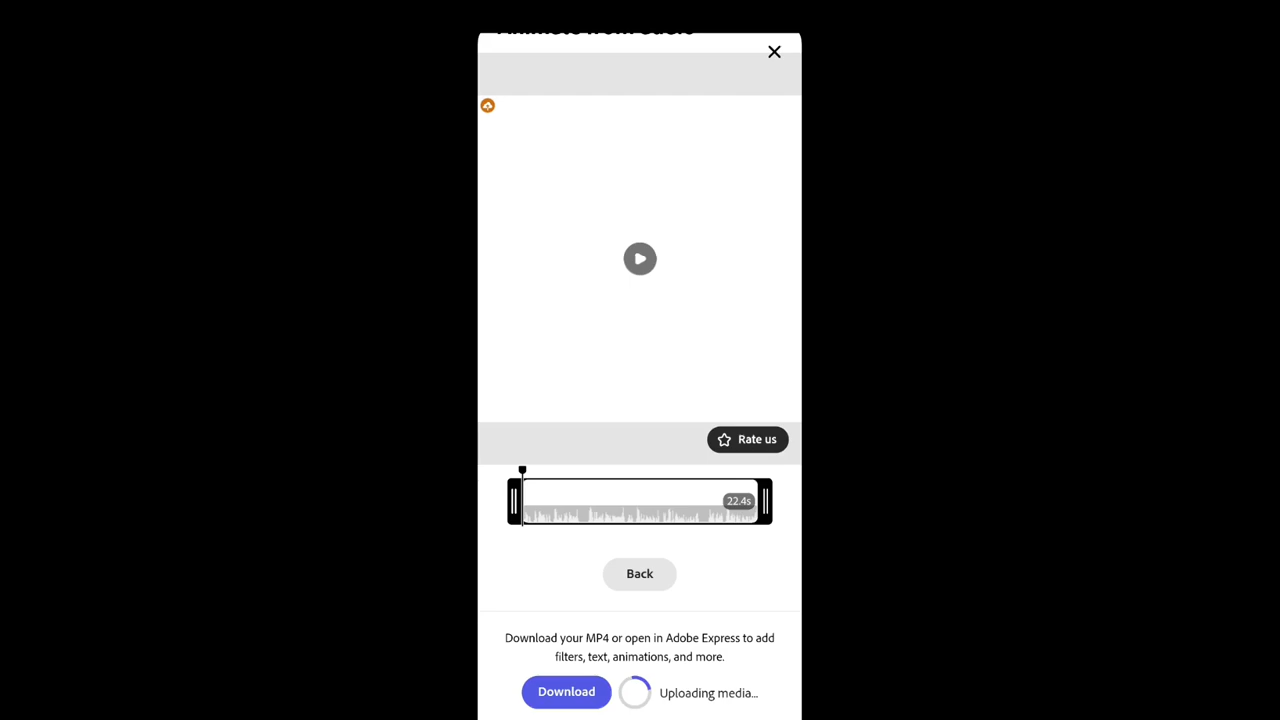 Rate us
22.4s
Back
Download your MP4 or open in Adobe Express to add
filters, text, animations, and more.
Download
Uploading media...